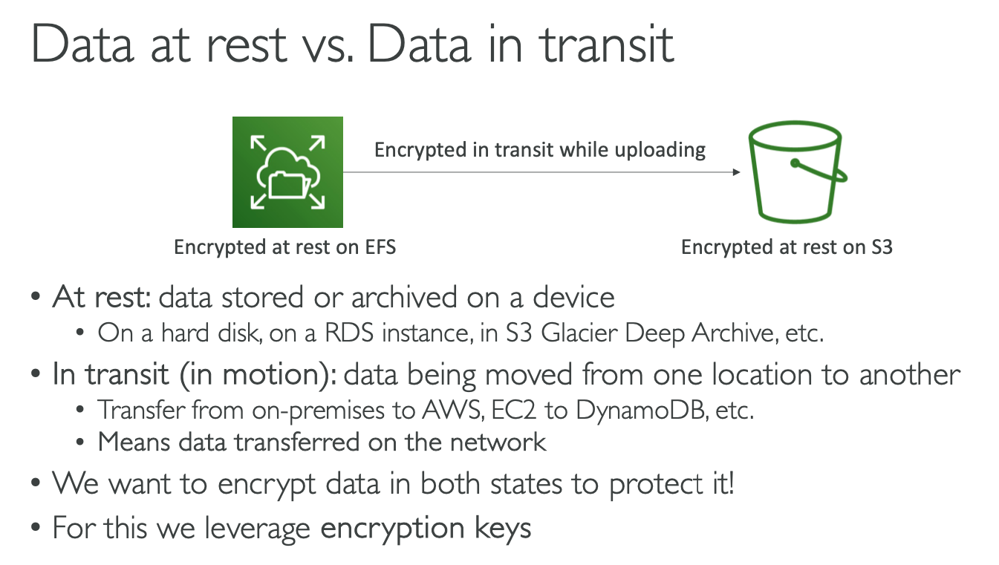 Data at rest vs. Data in transit
Encrypted in transit while uploading
Encrypted at rest on EFS
Encrypted at rest on S3
• At rest: data stored or archived on a device
• On a hard disk, on a RDS instance, in S3 Glacier Deep Archive, etc.
• In transit (in motion): data being moved from one location to another
• Transfer from on-premises to AWS, EC2 to DynamoDB, etc.
• Means data transferred on the network
• We want to encrypt data in both states to protect it!
• For this we leverage encryption keys